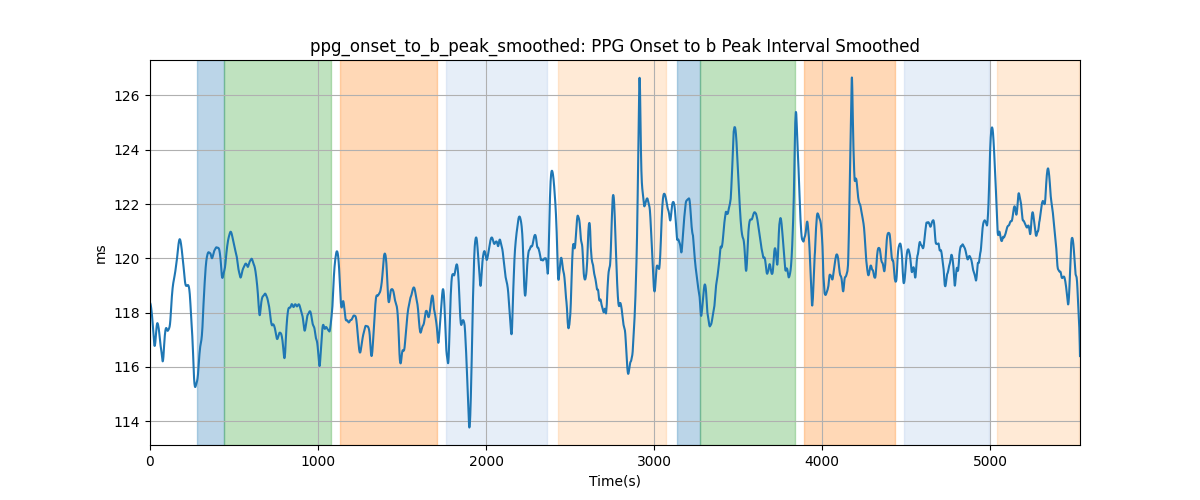 ppg_onset_to_b_peak_smoothed: PPG Onset to b Peak Interval Smoothed
126
124
122
120
118
116
114
ms
0 1000 2000 3000 4000 5000
Time(s)